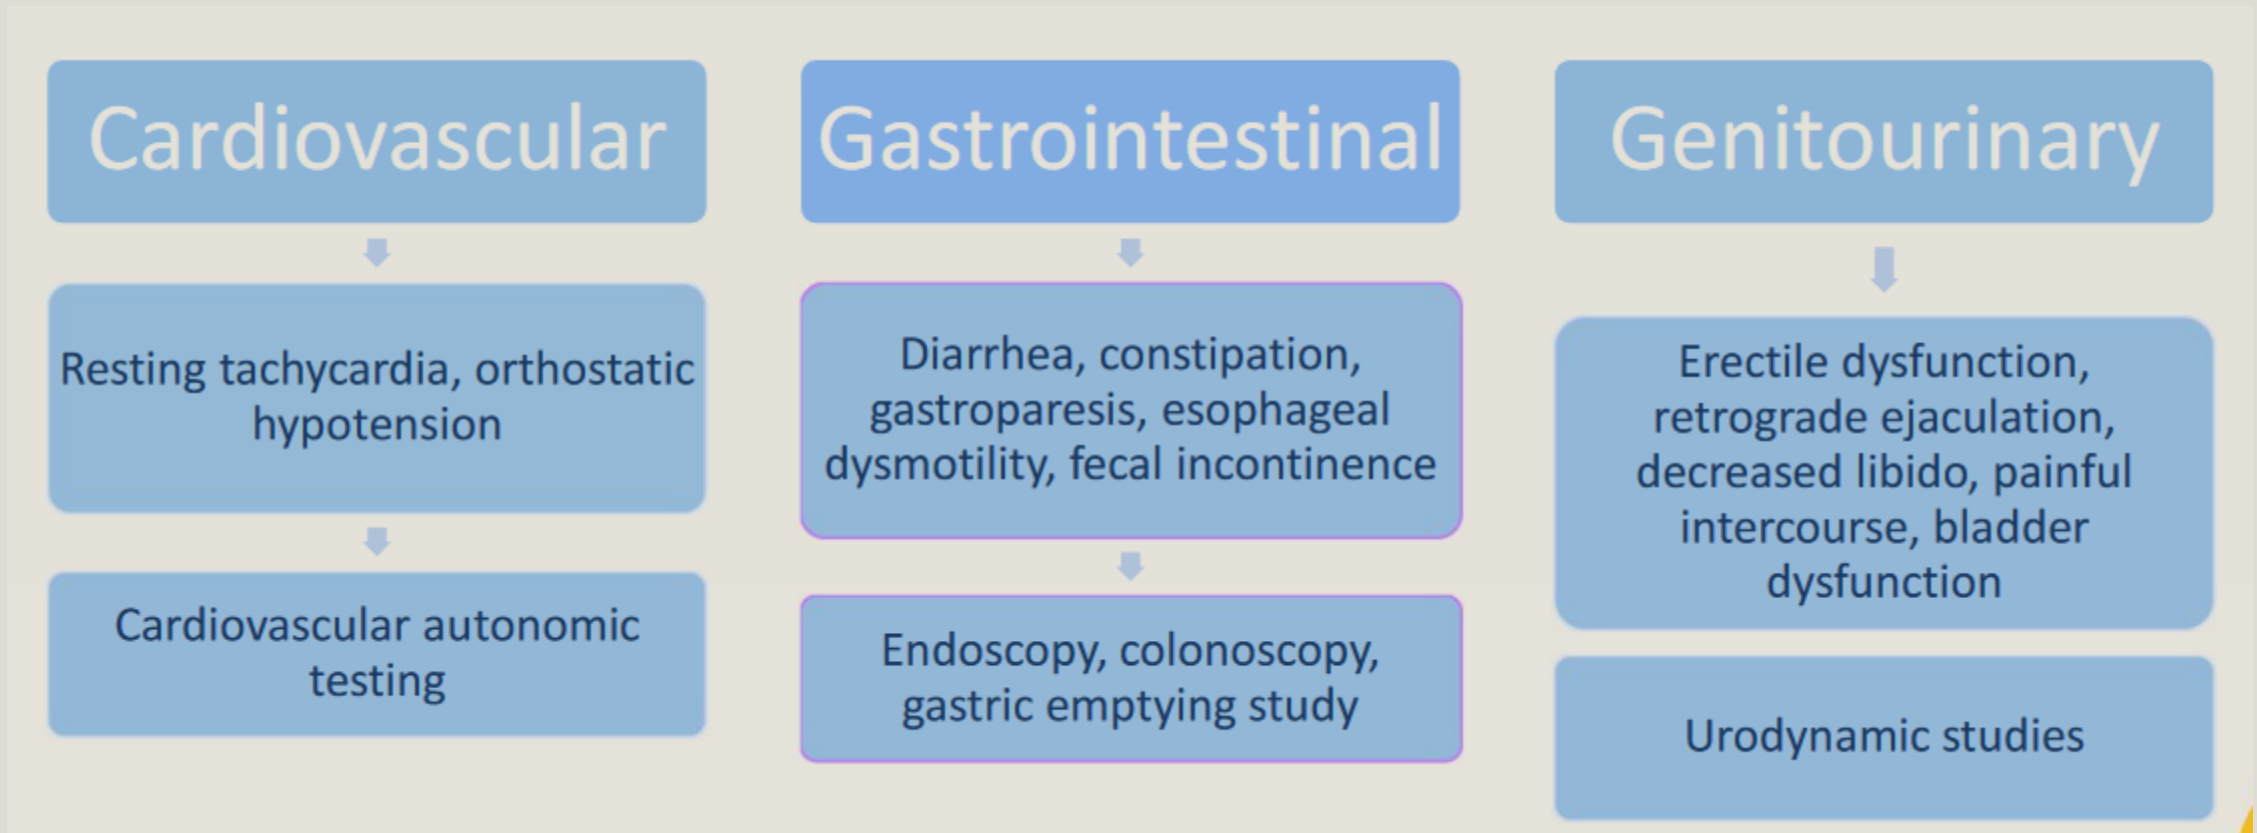 Cardiovascular
Resting tachycardia, orthostatic
hypotension
Cardiovascular autonomic
testing
Gastrointestinal
Diarrhea, constipation,
gastroparesis, esophageal
dysmotility, fecal incontinence
Endoscopy, colonoscopy,
gastric emptying study
Genitourinary
Erectile dysfunction,
retrograde ejaculation,
decreased libido, painful
intercourse, bladder
dysfunction
Urodynamic studies